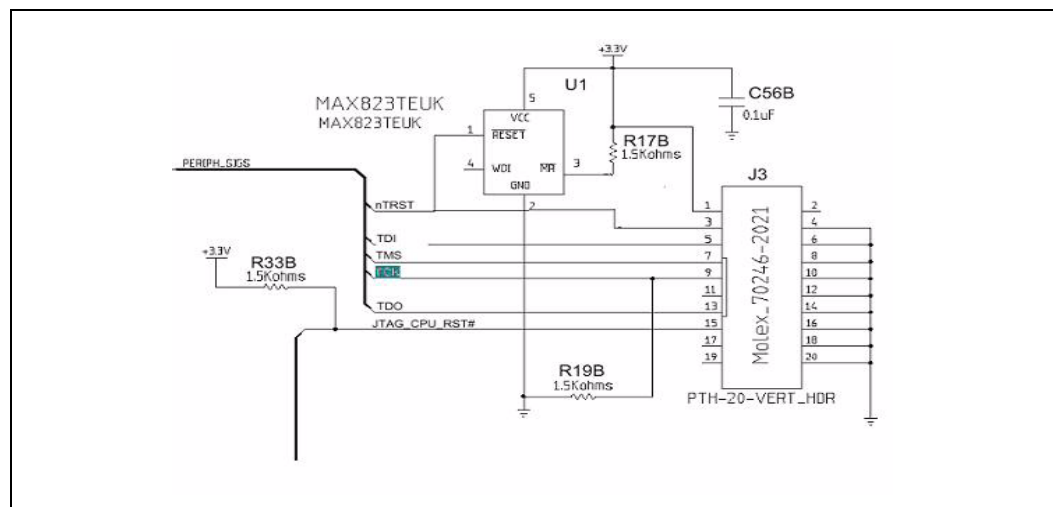 +3.3V
U1
MAX823TEUK
MAX823TEUK
5
VCC
C56B
0.1uF
1
RESET
R17B
1.5Kohms
PERIPH_SIGS
4
WDI
MR
3
GND
J3
nTRST
2
1
2
3
4
TDI
5
6
TMS
7
8
+3.3V
R33B
1.5Kohms
TCK
9
10
11
12
TDO
13
14
JTAG_CPU_RST#
15
16
17
18
19
20
Molex_70246-2021
R19B
1.5Kohms
PTH-20-VERT_HDR